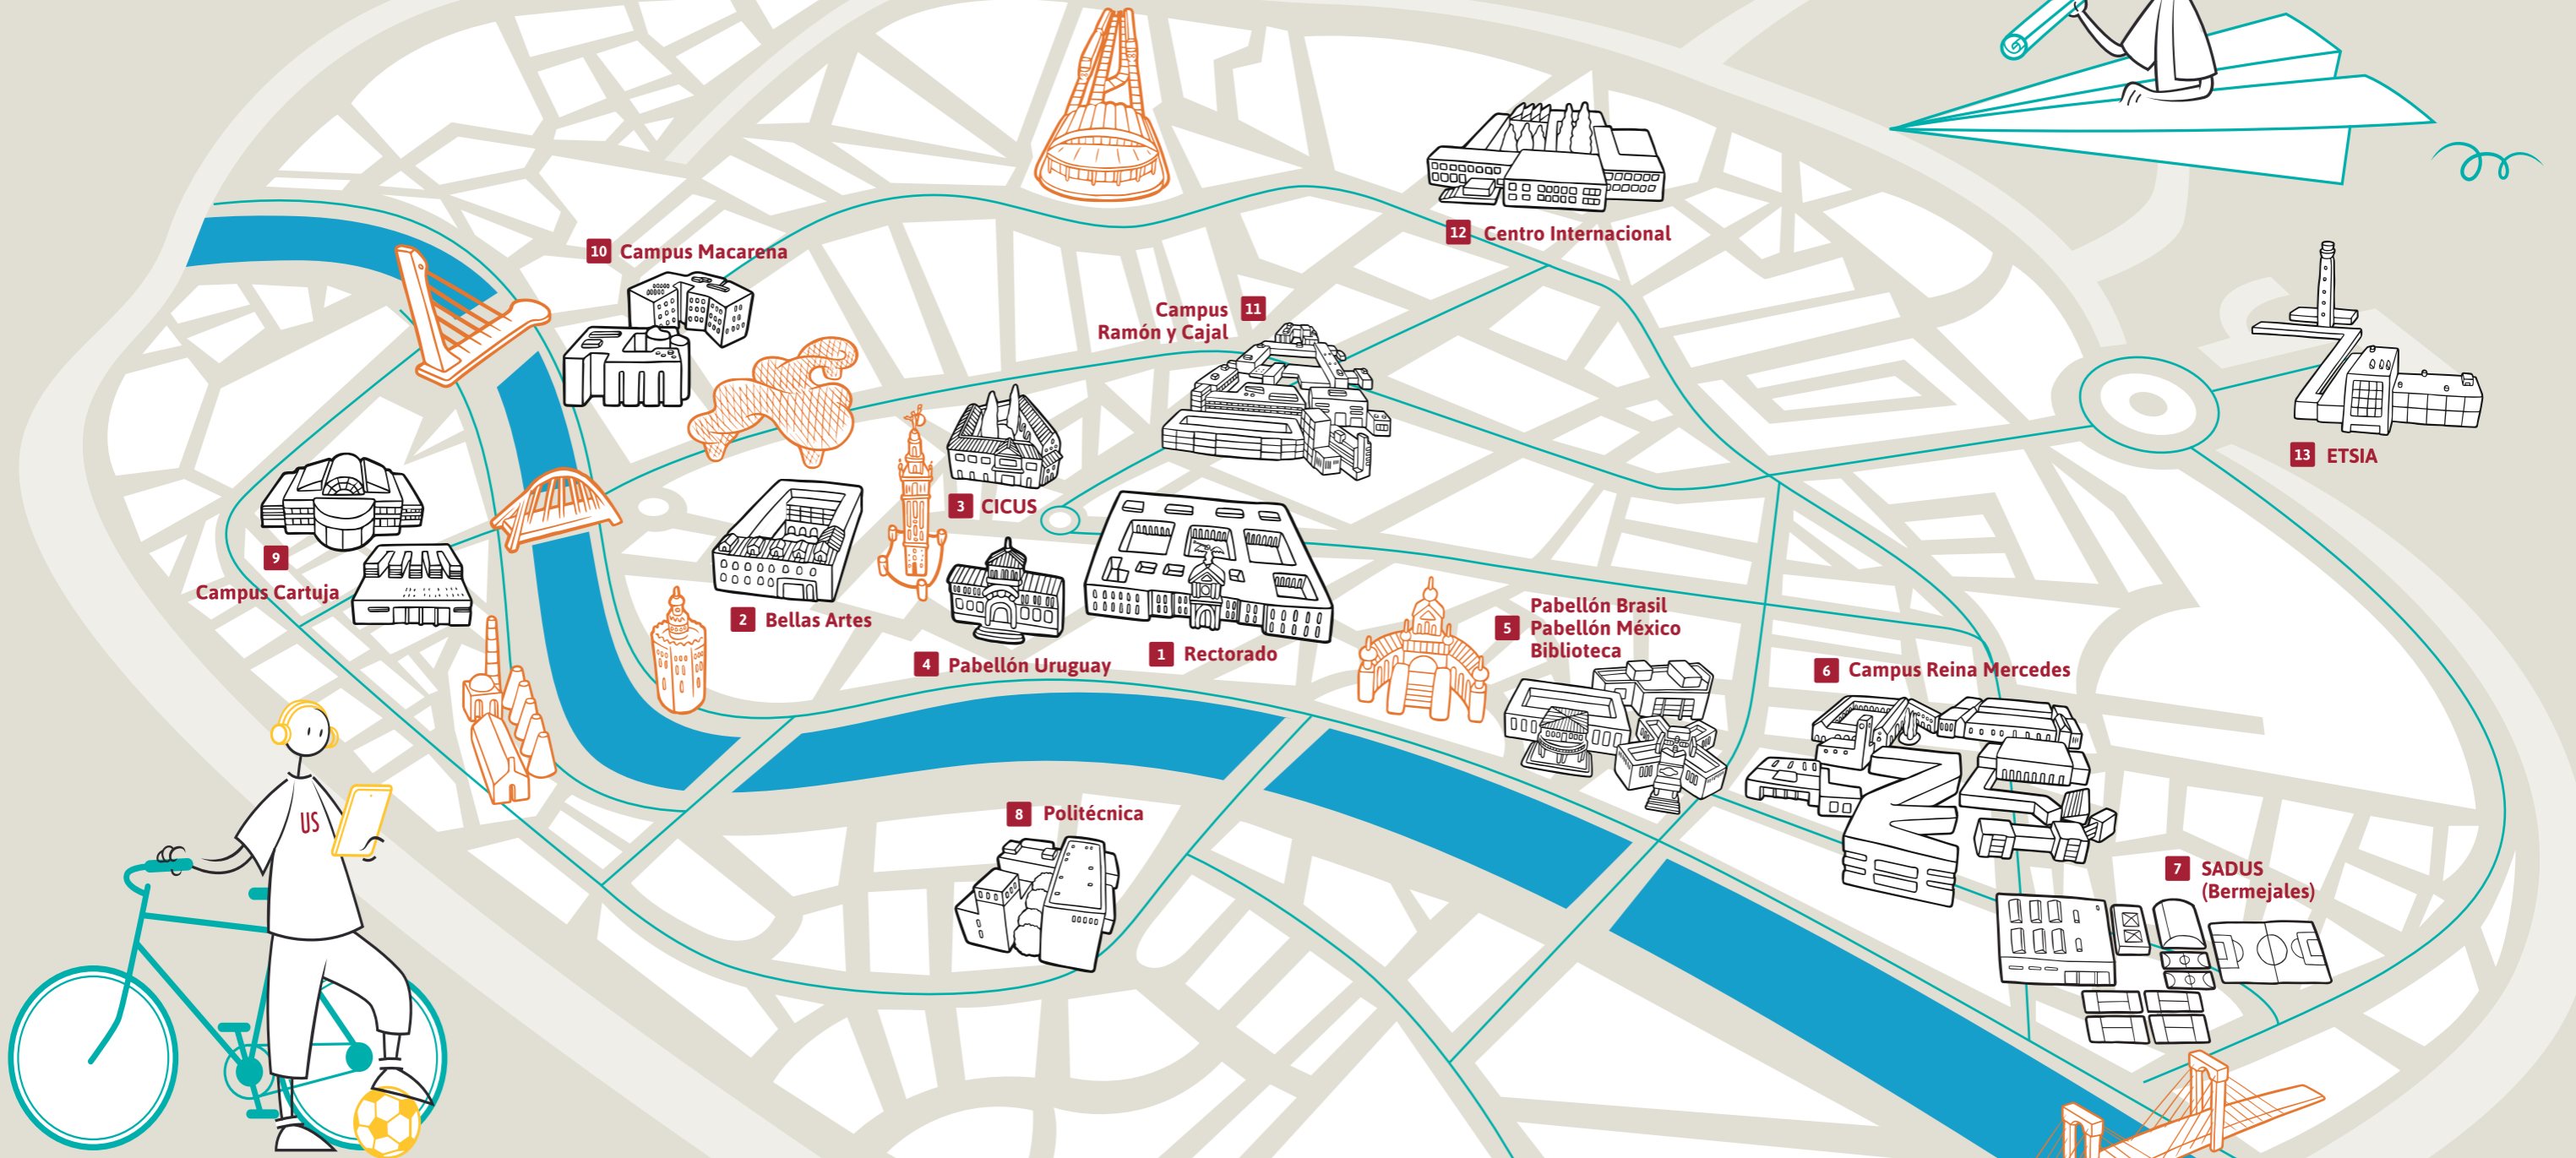 10 Campus Macarena
12 Centro Internacional
Campus 11
Ramón y Cajal
13 ETSIA
3 CICUS
9
Campus Cartuja
2 Bellas Artes
4 Pabellón Uruguay
1 Rectorado
Pabellón Brasil
5 Pabellón México
Biblioteca
6 Campus Reina Mercedes
8 Politécnica
US
7 SADUS
(Bermejales)